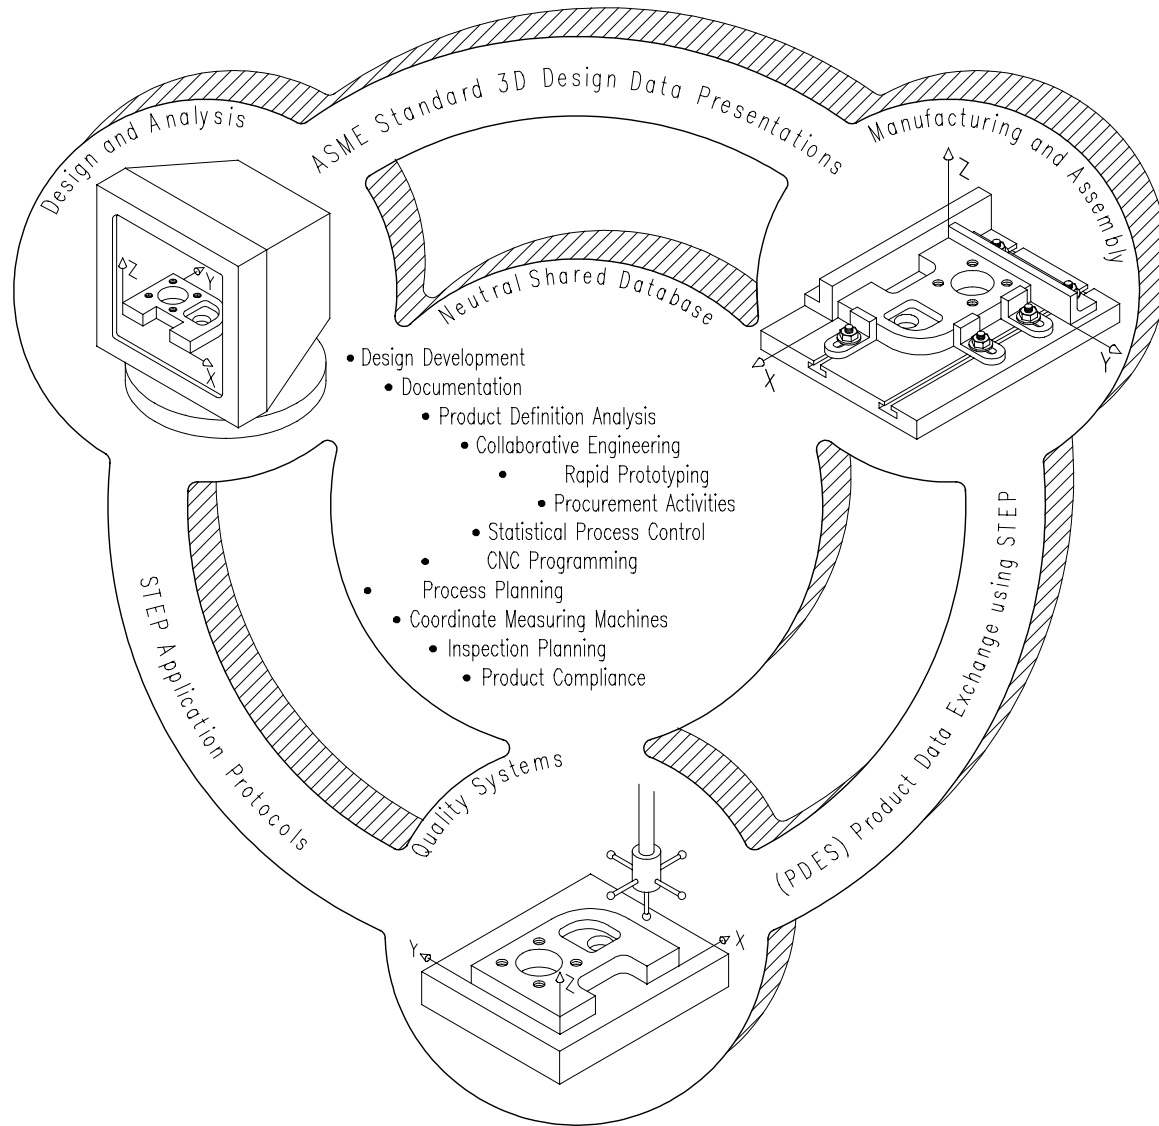 ASME Standard 3D Design Data Presentations
Design and Analysis
Manufacturing and Assembly
Z
Y
X
Z
X
Y
Neutral Shared Database
• Design Development
• Documentation
• Product Definition Analysis
• Collaborative Engineering
• Rapid Prototyping
• Procurement Activities
• Statistical Process Control
• CNC Programming
• Process Planning
• Coordinate Measuring Machines
• Inspection Planning
• Product Compliance
STEP Application Protocols
(PDES) Product Data Exchange using STEP
Quality Systems
Y
X
Z